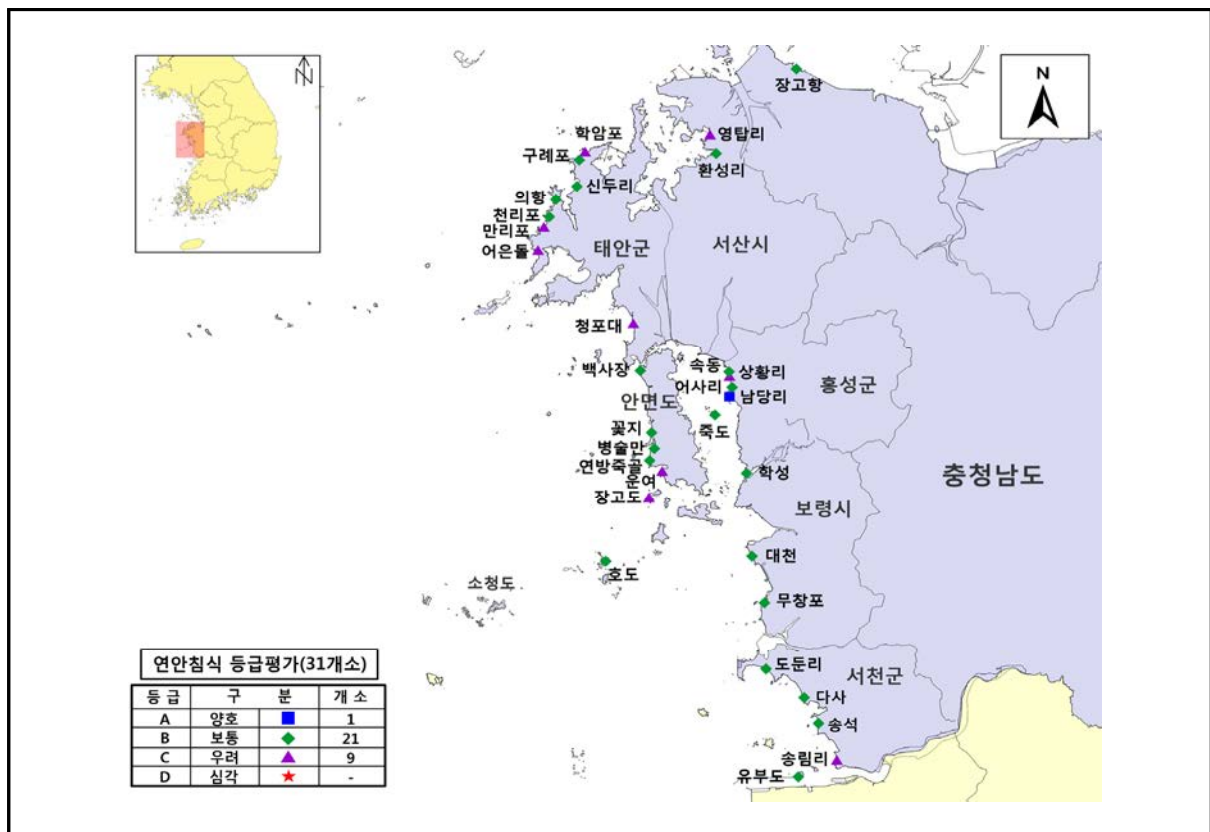 N
N
장고항
학암포
영탑리
구례포
환성리
신두리
의항
천리포
만리포
어은돌
태안군
서산시
청포대
백사장
속동
상황리
어사리
남당리
홍성군
안면도
죽도
꽃지
병술만
연방죽골
운여
장고도
학성
충청남도
보령시
대천
호도
소청도
무창포
도둔리
서천군
다사
송석
송림리
유부도
연안침식 등급평가(31개소)
등 급 구 분 개 소
A 양호 1
B 보통 21
C 우려 9
D 심각 -